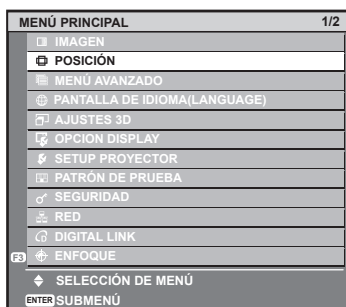 MENÚ PRINCIPAL 1/2
IMAGEN
POSICIÓN
MENÚ AVANZADO
PANTALLA DE IDIOMA(LANGUAGE)
AJUSTES 3D
OPCION DISPLAY
SETUP PROYECTOR
PATRÓN DE PRUEBA
SEGURIDAD
RED
DIGITAL LINK
F3 ENFOQUE
SELECCIÓN DE MENÚ
ENTER SUBMENÚ